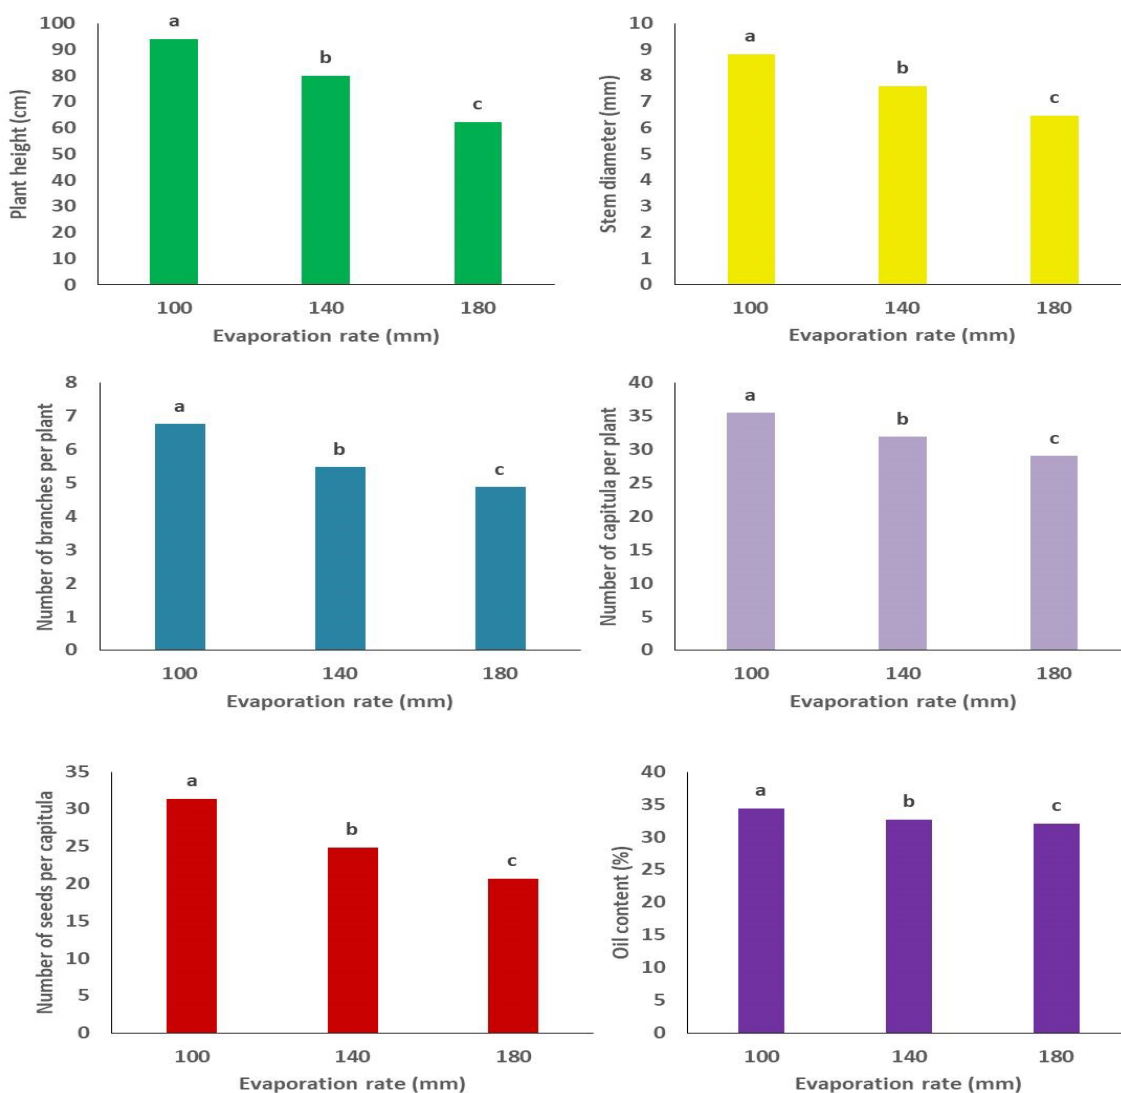 Plant height (cm)
100
90
80
70
60
50
40
30
20
10
0
a
b
c
100 140 180
Evaporation rate (mm)
Stem diameter (mm)
10
9
8
7
6
5
4
3
2
1
0
a
b
c
100 140 180
Evaporation rate (mm)
Number of branches per plant
8
7
6
5
4
3
2
1
0
a
b
c
100 140 180
Evaporation rate (mm)
Number of capitula per plant
40
35
30
25
20
15
10
5
0
a
b
c
100 140 180
Evaporation rate (mm)
Number of seeds per capitula
35
30
25
20
15
10
5
0
a
b
c
100 140 180
Evaporation rate (mm)
Oil content (%)
40
35
30
25
20
15
10
5
0
a
b
c
100 140 180
Evaporation rate (mm)